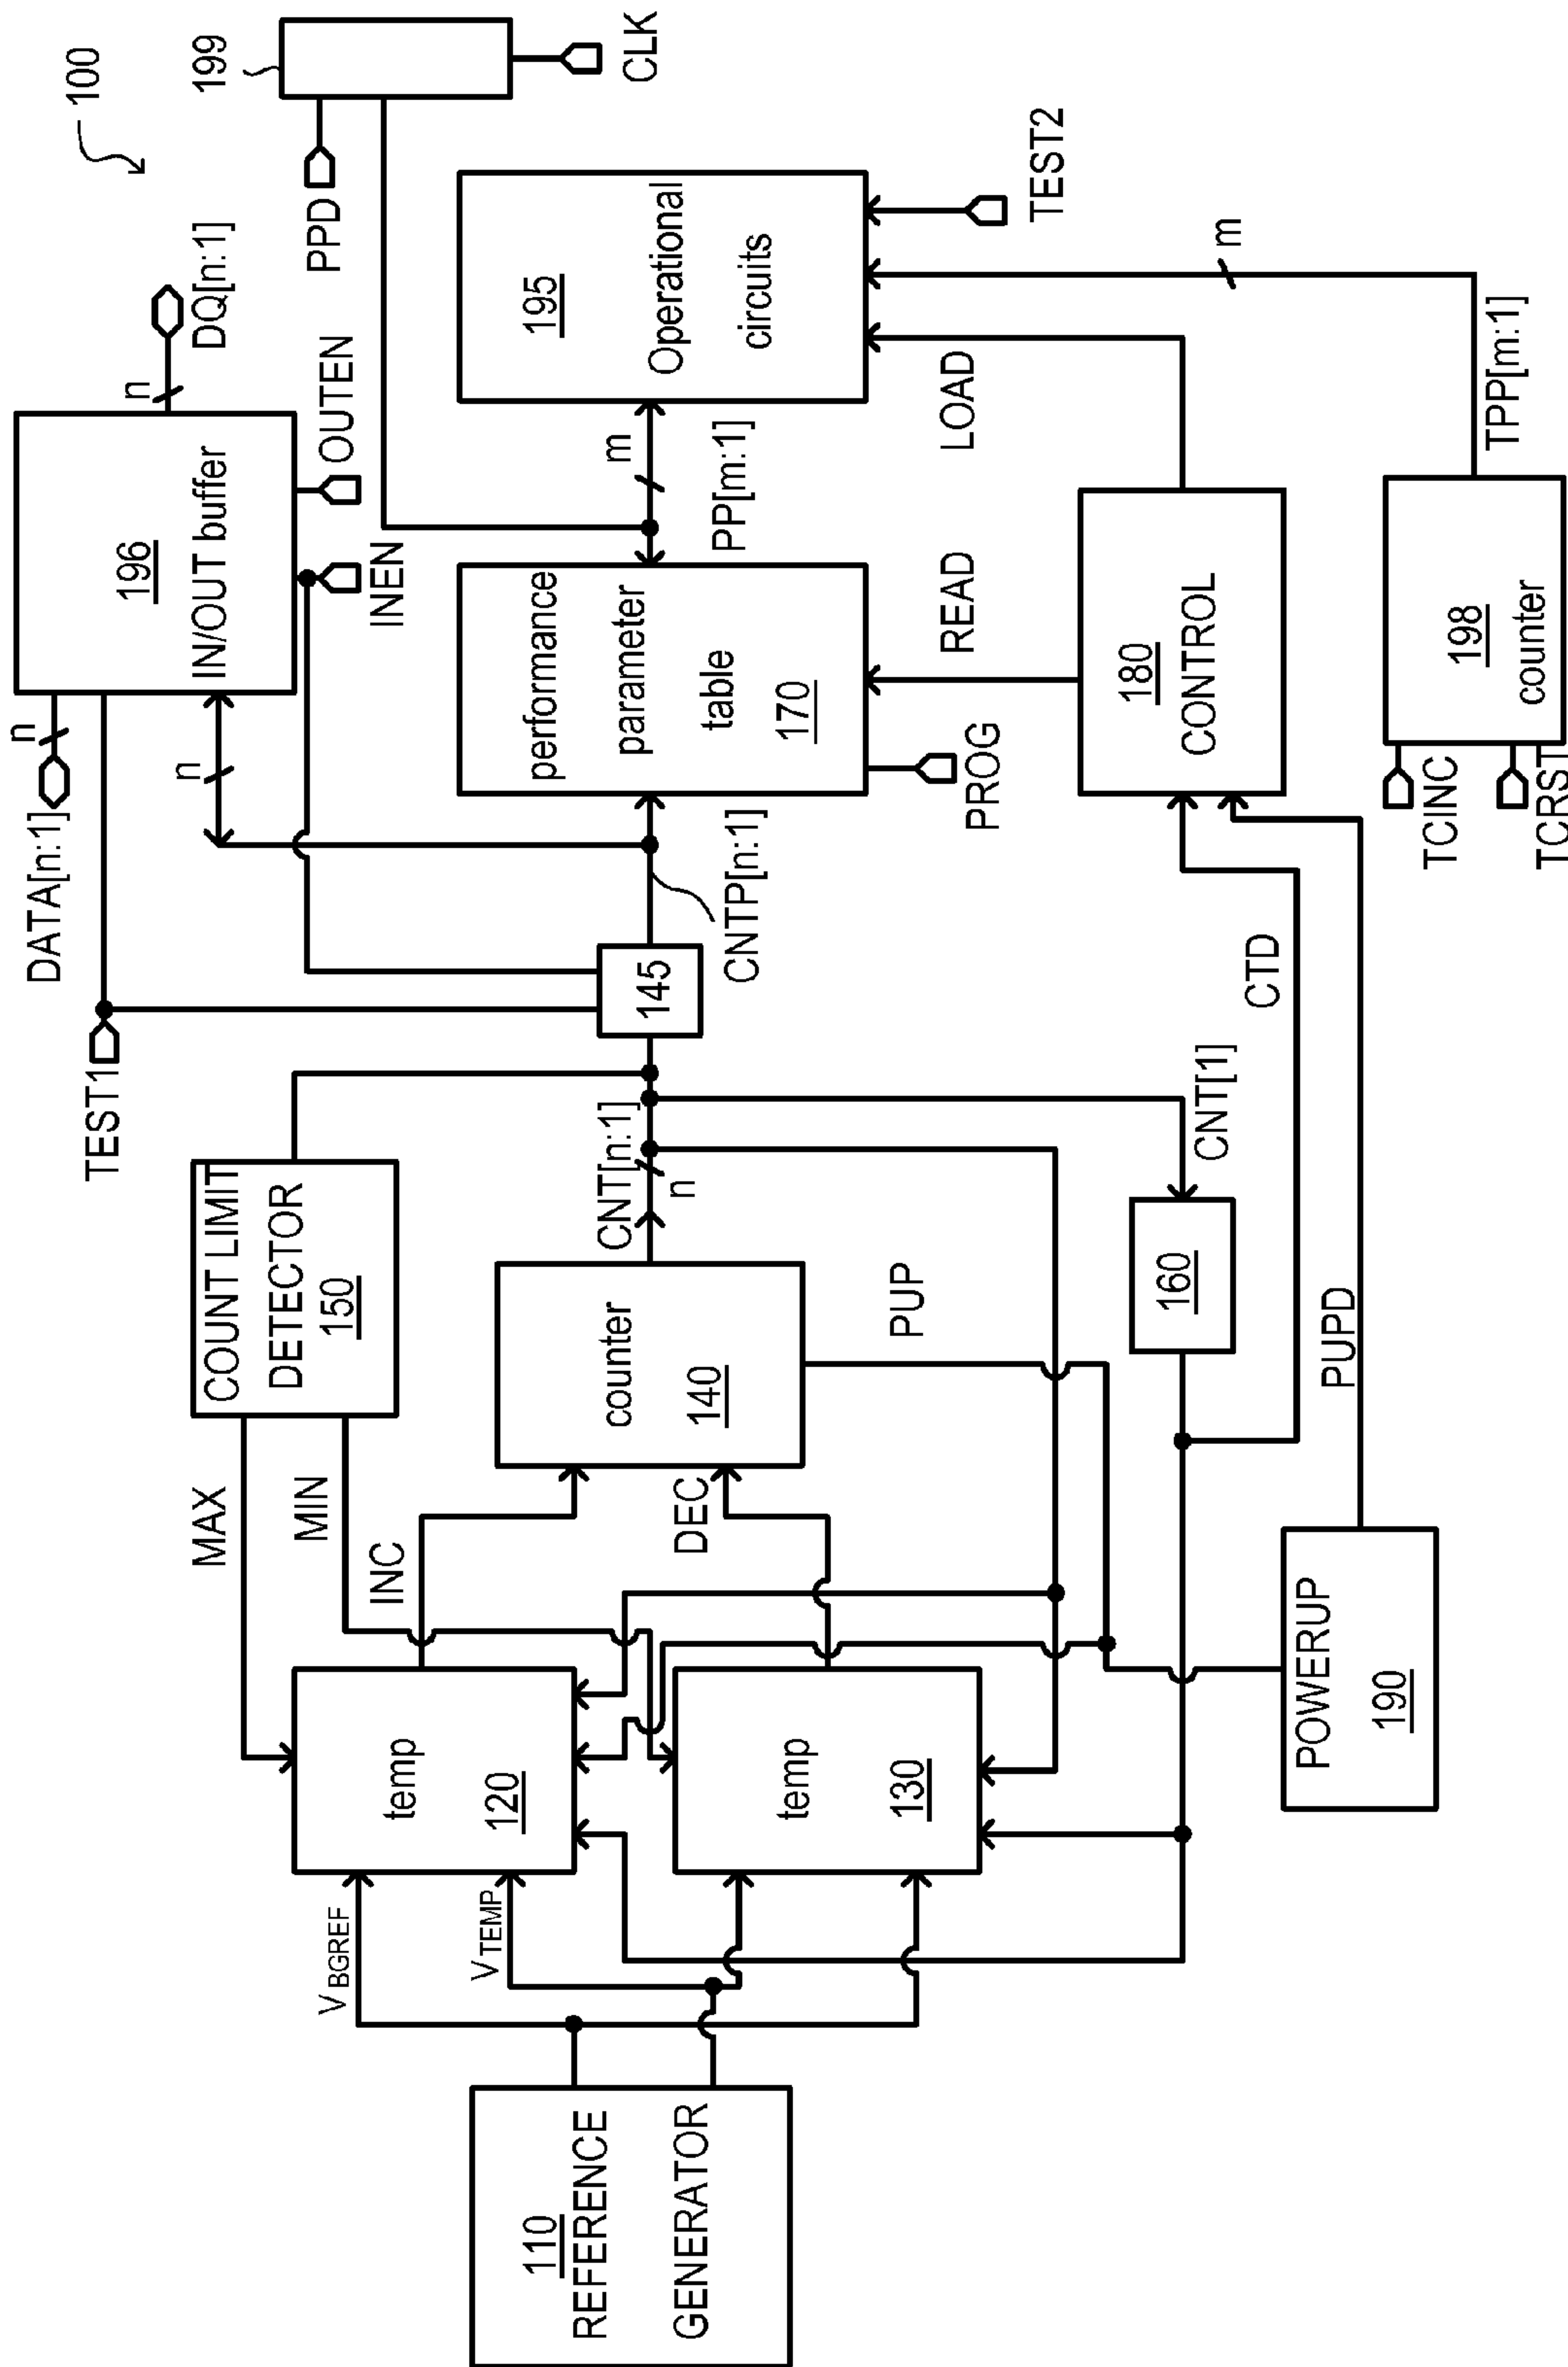 100
199
CLK
PPD
DQ[n:1]
n
196
IN/OUT buffer
OUTEN
INEN
n
DATA[n:1]
n
TEST1
195
Operational
circuits
TEST2
m
PP[m:1]
LOAD
m
TPP[m:1]
performance
parameter
table
170
READ
PROG
180
CONTROL
198
counter
TCINC
TCRST
CNTP[n:1]
145
CTD
CNT[n:1]
n
CNT[1]
COUNT LIMIT
DETECTOR
150
MAX
MIN
counter
140
PUP
160
PUPD
INC
DEC
temp
120
temp
130
POWERUP
190
VBGREF
VTEMP
110
REFERENCE
GENERATOR